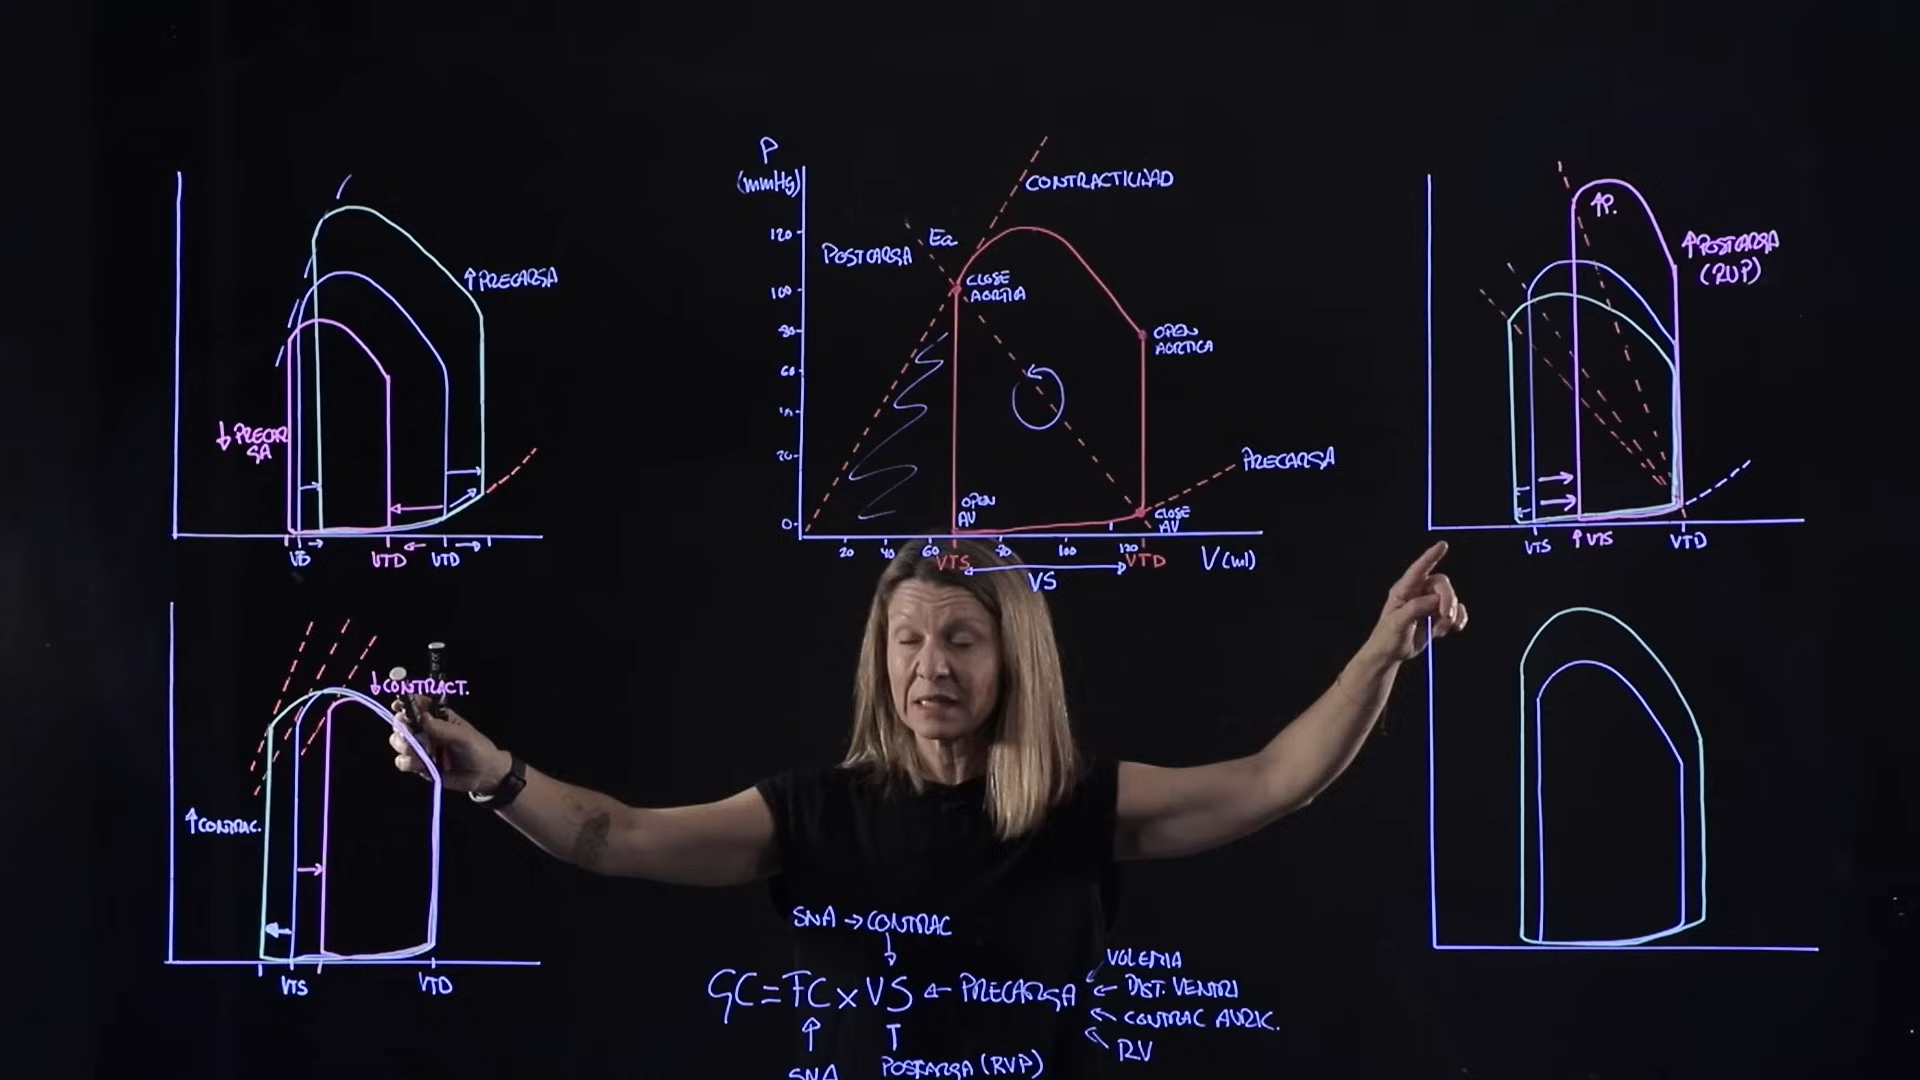 ↑PRECARGA
↓PRECAR
GA
VTS
VTD
VTD
P
(mmHg)
120
100
80
60
40
20
0
CONTRACTILIDAD
POSTCARGA
Ea
CLOSE
AORTIA
OPEN
AORTICA
PRECARGA
OPEN
AV
CLOSE
AV
20
40
60
80
100
120
VTS
VTD
V (ml)
VS
↑P.
↑POSTCARGA
(RVP)
VTS
↑VTS
VTD
↓CONTRACT.
↑CONTRAC.
VTS
VTD
SNA → CONTRAC
GC = FC x VS ← PRECARGA
VOLEMIA
DIST. VENTRI
CONTRAC AURIC.
RV
SNA
POSTCARGA (RVP)